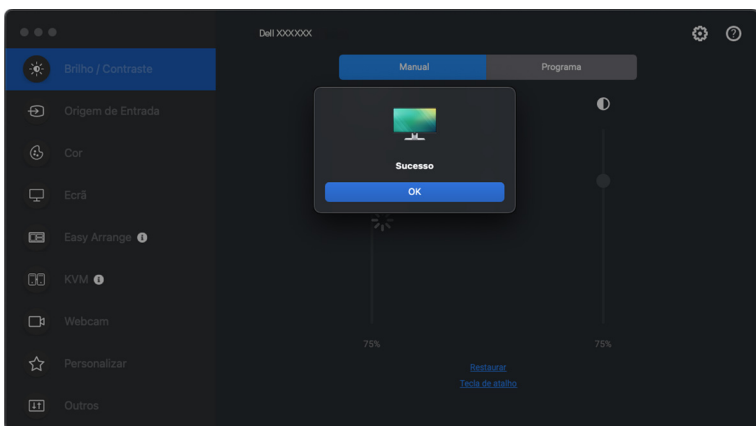 Dell XXXXXX
Brilho / Contraste
Origem de Entrada
Cor
Ecrã
Easy Arrange
KVM
Webcam
Personalizar
Outros
Manual
Programa
Sucesso
OK
75%
75%
Restaurar
Tecla de atalho